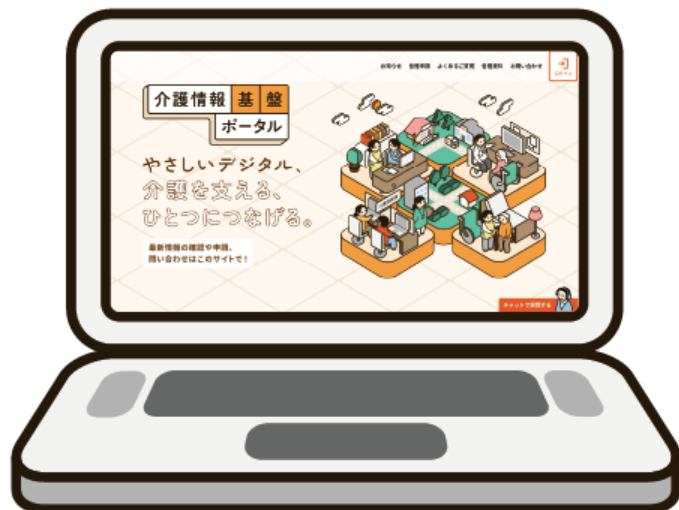 お知らせ 各種申請 よくあるご質問 各種資料 お問い合わせ
ログイン
介護情報基盤
ポータル
やさしいデジタル、
介護を支える、
ひとつにつなげる。
最新情報の確認や申請、
問い合わせはこのサイトで!
チャットで質問する